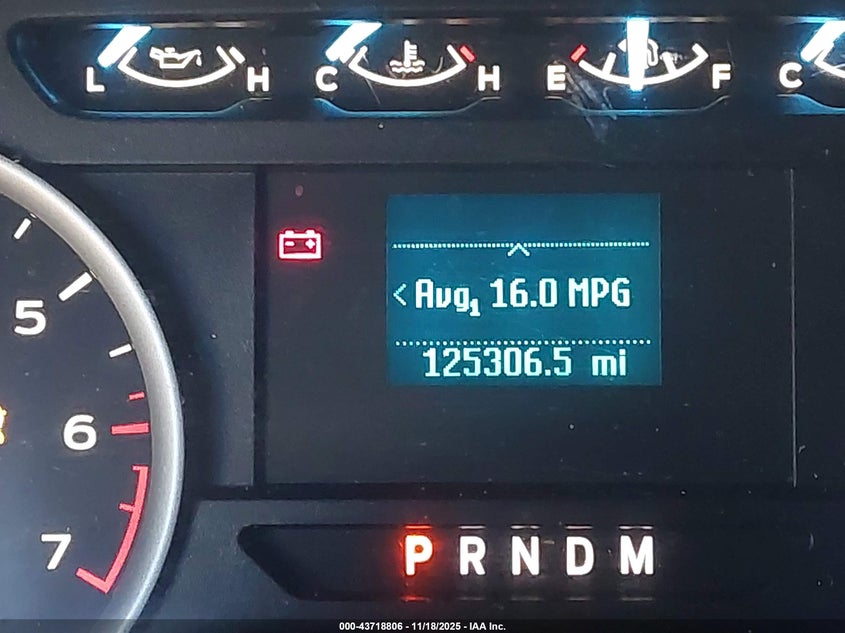 L H C H E F C
5
6
7
<Avg1 16.0 MPG
125306.5 mi
P R N D M
000-43718806 - 11/18/2025 - IAA Inc.